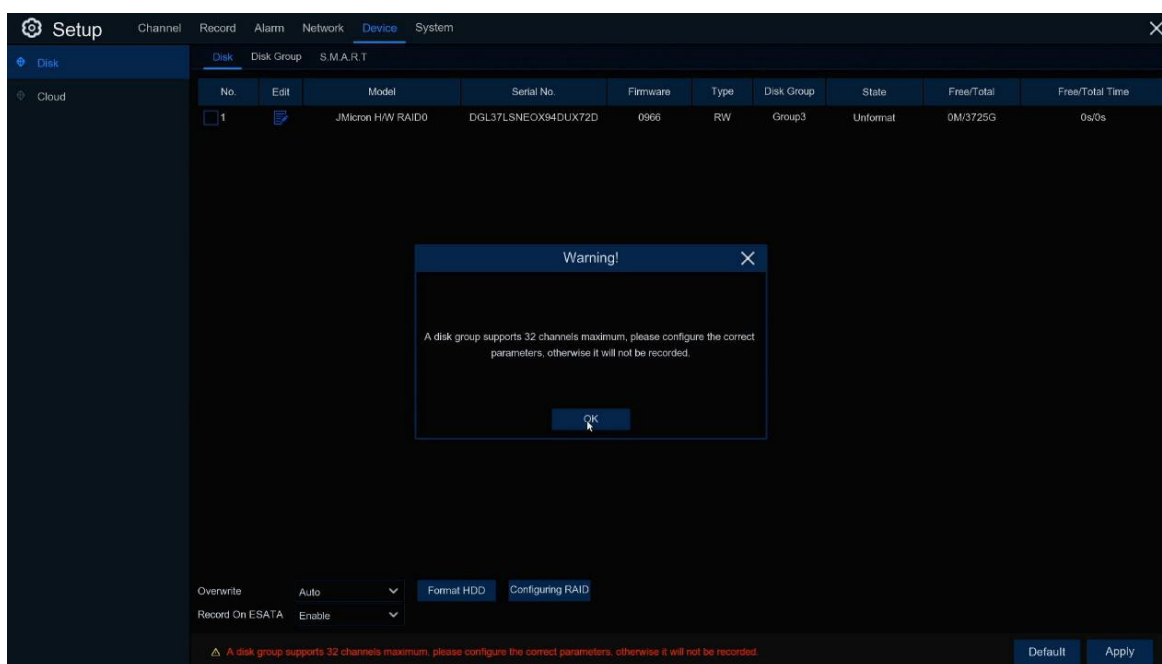 Setup Channel Record Alarm Network Device System
Disk Disk Group S.M.A.R.T
Disk
Cloud
No. Edit Model Serial No. Firmware Type Disk Group State Free/Total Free/Total Time
1 JMicron H/W RAID0 DGL37LSNEOX94DUX72D 0966 RW Group3 Unformat 0M/3725G 0s/0s
Warning!
A disk group supports 32 channels maximum, please configure the correct
parameters, otherwise it will not be recorded.
OK
Overwrite Auto Format HDD Configuring RAID
Record On ESATA Enable
A disk group supports 32 channels maximum, please configure the correct parameters, otherwise it will not be recorded.
Default Apply